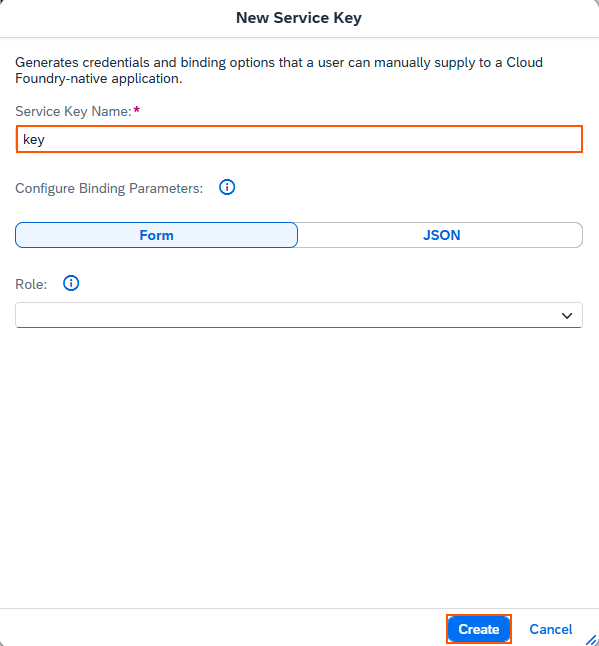 New Service Key
Generates credentials and binding options that a user can manually supply to a Cloud
Foundry-native application.
Service Key Name:*
key
Configure Binding Parameters:
Form
JSON
Role:
Create
Cancel